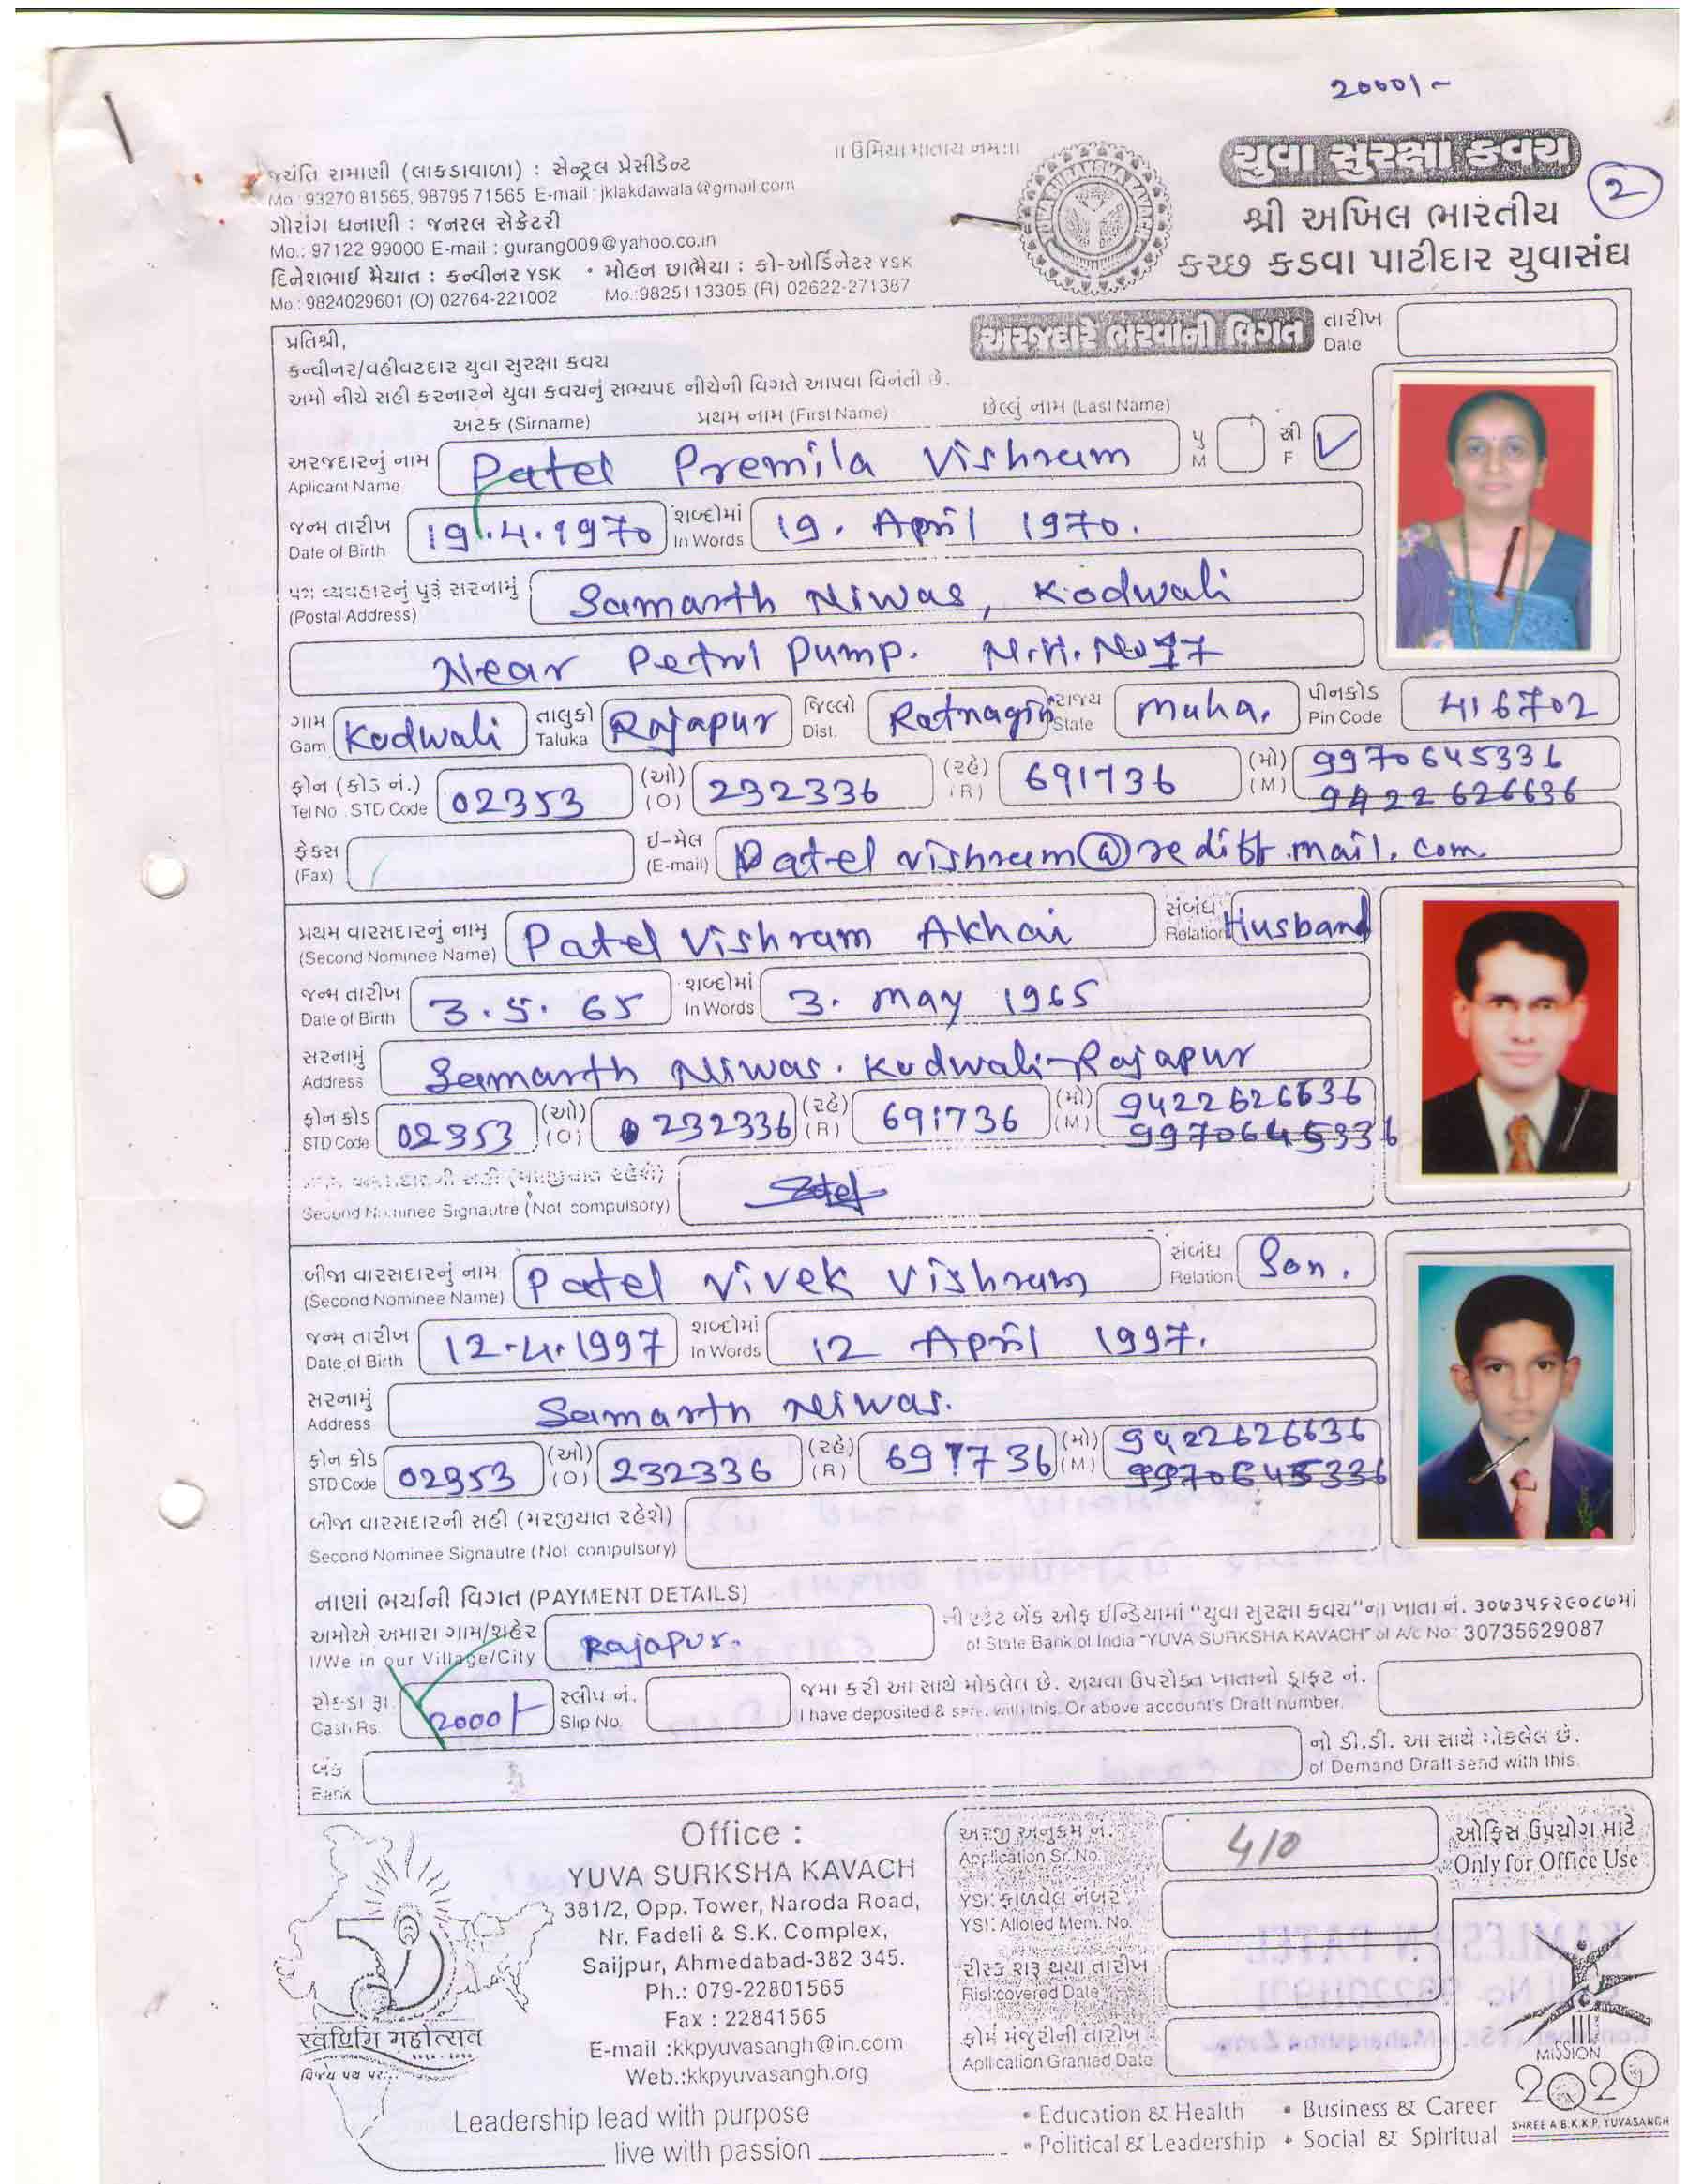 2000/-
॥ ઉમિયા માતાય નમઃ॥
જયંતિ રામાણી (લાકડાવાળા) : સેન્ટ્રલ પ્રેસીડેન્ટ
Mo : 93270 81565, 98795 71565 E-mail : jklakdawala@gmail.com
ગૌરાંગ ધનાણી : જનરલ સેક્રેટરી
Mo.: 97122 99000 E-mail : gurang009@yahoo.co.in
દિનેશભાઈ મૈયાત : કન્વીનર YSK • મોહન છાભૈયા : કો-ઓર્ડિનેટર YSK
Mo.: 9824029601 (O) 02764-221002 Mo.:9825113305 (R) 02622-271387
YUVA SURAKSHA KAVACH
યુવા સુરક્ષા કવચ
2
શ્રી અખિલ ભારતીય
કચ્છ કડવા પાટીદાર યુવાસંઘ
અરજદારે ભરવાની વિગત
તારીખ
Date
પ્રતિશ્રી,
કન્વીનર/વહીવટદાર યુવા સુરક્ષા કવચ
અમો નીચે સહી કરનારને યુવા કવચનું સભ્યપદ નીચેની વિગતે આપવા વિનંતી છે.
અટક (Sirname) પ્રથમ નામ (First Name) છેલ્લું નામ (Last Name)
અરજદારનું નામ
Aplicant Name Patel Premila Vishram પુ M સ્ત્રી F ✓
જન્મ તારીખ
Date of Birth 19.4.1970 શબ્દોમાં In Words 19. April 1970.
પત્ર વ્યવહારનું પુરૂં સરનામું
(Postal Address) Samarth Niwas, Kodwali
Near Petrol Pump. N.H. No 17
ગામ Gam Kodwali તાલુકો Taluka Rajapur જિલ્લો Dist. Ratnagiri રાજ્ય State Maha. પીનકોડ Pin Code 416702
ફોન (કોડ નં.)
Tel No. STD Code 02353 (ઓ) (O) 232336 (રહે) (R) 691736 (મો) (M) 9970645336
9422626636
ફેક્સ
(Fax) ઈ-મેલ (E-mail) Patel vishram@rediff.mail.com
પ્રથમ વારસદારનું નામ
(Second Nominee Name) Patel Vishram Akhai સંબંધ Relation Husband
જન્મ તારીખ
Date of Birth 3.5.65 શબ્દોમાં In Words 3. May 1965
સરનામું
Address Samarth Niwas. Kodwali-Rajapur
ફોન કોડ
STD Code 02353 (ઓ) (O) 232336 (રહે) (R) 691736 (મો) (M) 9422626636
9970645336
Second Nominee Signautre (Not compulsory)
બીજા વારસદારનું નામ
(Second Nominee Name) Patel Vivek Vishram સંબંધ Relation Son.
જન્મ તારીખ
Date of Birth 12.4.1997 શબ્દોમાં In Words 12 April 1997.
સરનામું
Address Samarth Niwas.
ફોન કોડ
STD Code 02353 (ઓ) (O) 232336 (રહે) (R) 691736 (મો) (M) 9422626636
9970645336
બીજા વારસદારની સહી (મરજીયાત રહેશે)
Second Nominee Signautre (Not compulsory)
નાણાં ભર્યાની વિગત (PAYMENT DETAILS)
અમોએ અમારા ગામ/શહેર
I/We in our Village/City Rajapur.
ની સ્ટેટ બેંક ઓફ ઈન્ડિયામાં "યુવા સુરક્ષા કવચ"ના ખાતા નં. ૩૦૭૩૫૬૨૯૦૮૭માં
of State Bank of India "YUVA SURKSHA KAVACH" of A/c No 30735629087
રોકડા રૂા.
Cash Rs. 2000/- સ્લીપ નં. Slip No.
જમા કરી આ સાથે મોકલેલ છે. અથવા ઉપરોક્ત ખાતાનો ડ્રાફટ નં.
I have deposited & sent with this. Or above account's Draft number.
બેંક
Bank
નો ડી.ડી. આ સાથે મોકલેલ છે.
of Demand Draft send with this.
સ્વર્ણિમ મહોત્સવ
વિજય પથ પર...
Office :
YUVA SURKSHA KAVACH
381/2, Opp. Tower, Naroda Road,
Nr. Fadeli & S.K. Complex,
Saijpur, Ahmedabad-382 345.
Ph.: 079-22801565
Fax : 22841565
E-mail :kkpyuvasangh@in.com
Web.:kkpyuvasangh.org
અરજી અનુક્રમ નં.
Application Sr. No. 410
YSK ફાળવેલ નંબર
YSK Alloted Mem. No.
રીસ્ક શરૂ થયા તારીખ
Risk covered Date
ફોર્મ મંજુરીની તારીખ
Apllication Granted Date
ઓફિસ ઉપયોગ માટે
Only for Office Use
MISSION
2020
SHREE A.B.K.K.P. YUVASANGH
Leadership lead with purpose
live with passion
• Education & Health • Business & Career
• Political & Leadership • Social & Spiritual